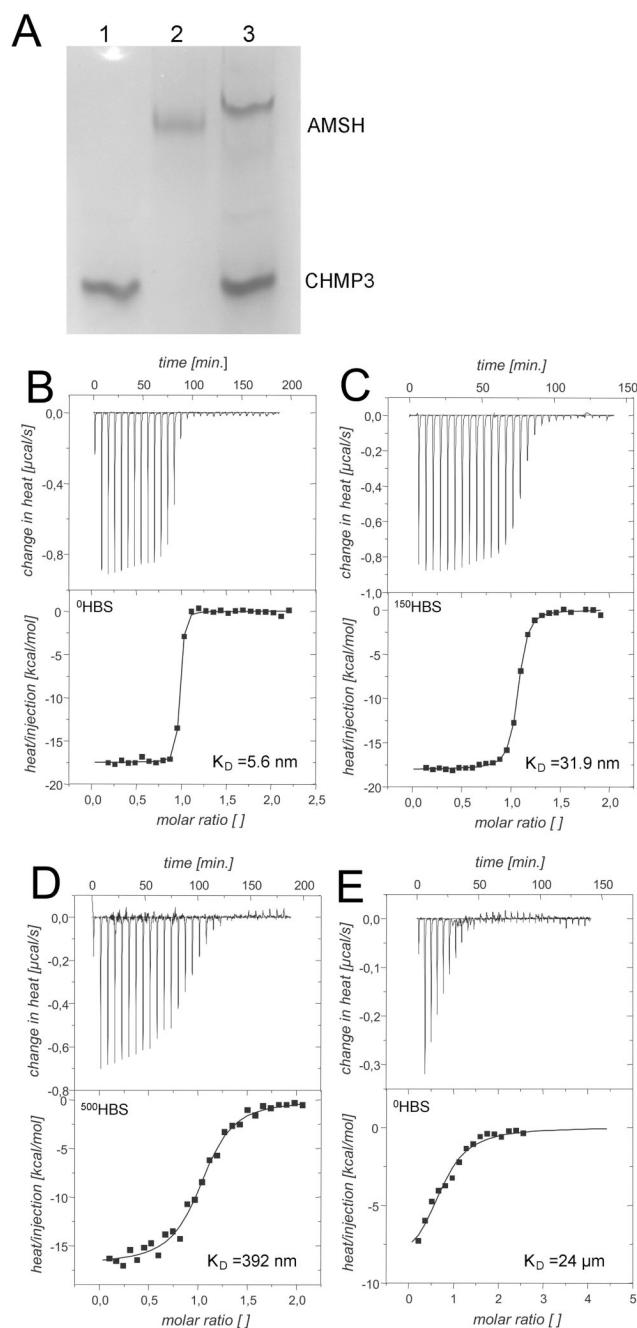 A
1 2 3
AMSH
CHMP3
B
time [min.]
0 50 100 150 200
0,0
-0,4
-0,8
change in heat [µcal/s]
0
-5
-10
-15
-20
heat/injection [kcal/mol]
0HBS
KD =5.6 nm
0,0 0,5 1,0 1,5 2,0 2,5
molar ratio [ ]
C
time [min.]
0 50 100 150
0,0
-0,2
-0,4
-0,6
-0,8
-1,0
change in heat [µcal/s]
0
-5
-10
-15
-20
heat/injection [kcal/mol]
150HBS
KD =31.9 nm
0,0 0,5 1,0 1,5 2,0
molar ratio [ ]
D
time [min.]
0 50 100 150 200
0,0
-0,2
-0,4
-0,6
-0,8
change in heat [µcal/s]
0
-5
-10
-15
heat/injection [kcal/mol]
500HBS
KD =392 nm
0,0 0,5 1,0 1,5 2,0
molar ratio [ ]
E
time [min.]
0 50 100 150
0,0
-0,1
-0,2
-0,3
change in heat [µcal/s]
0
-5
-10
heat/injection [kcal/mol]
0HBS
KD =24 µm
0 1 2 3 4 5
molar ratio [ ]